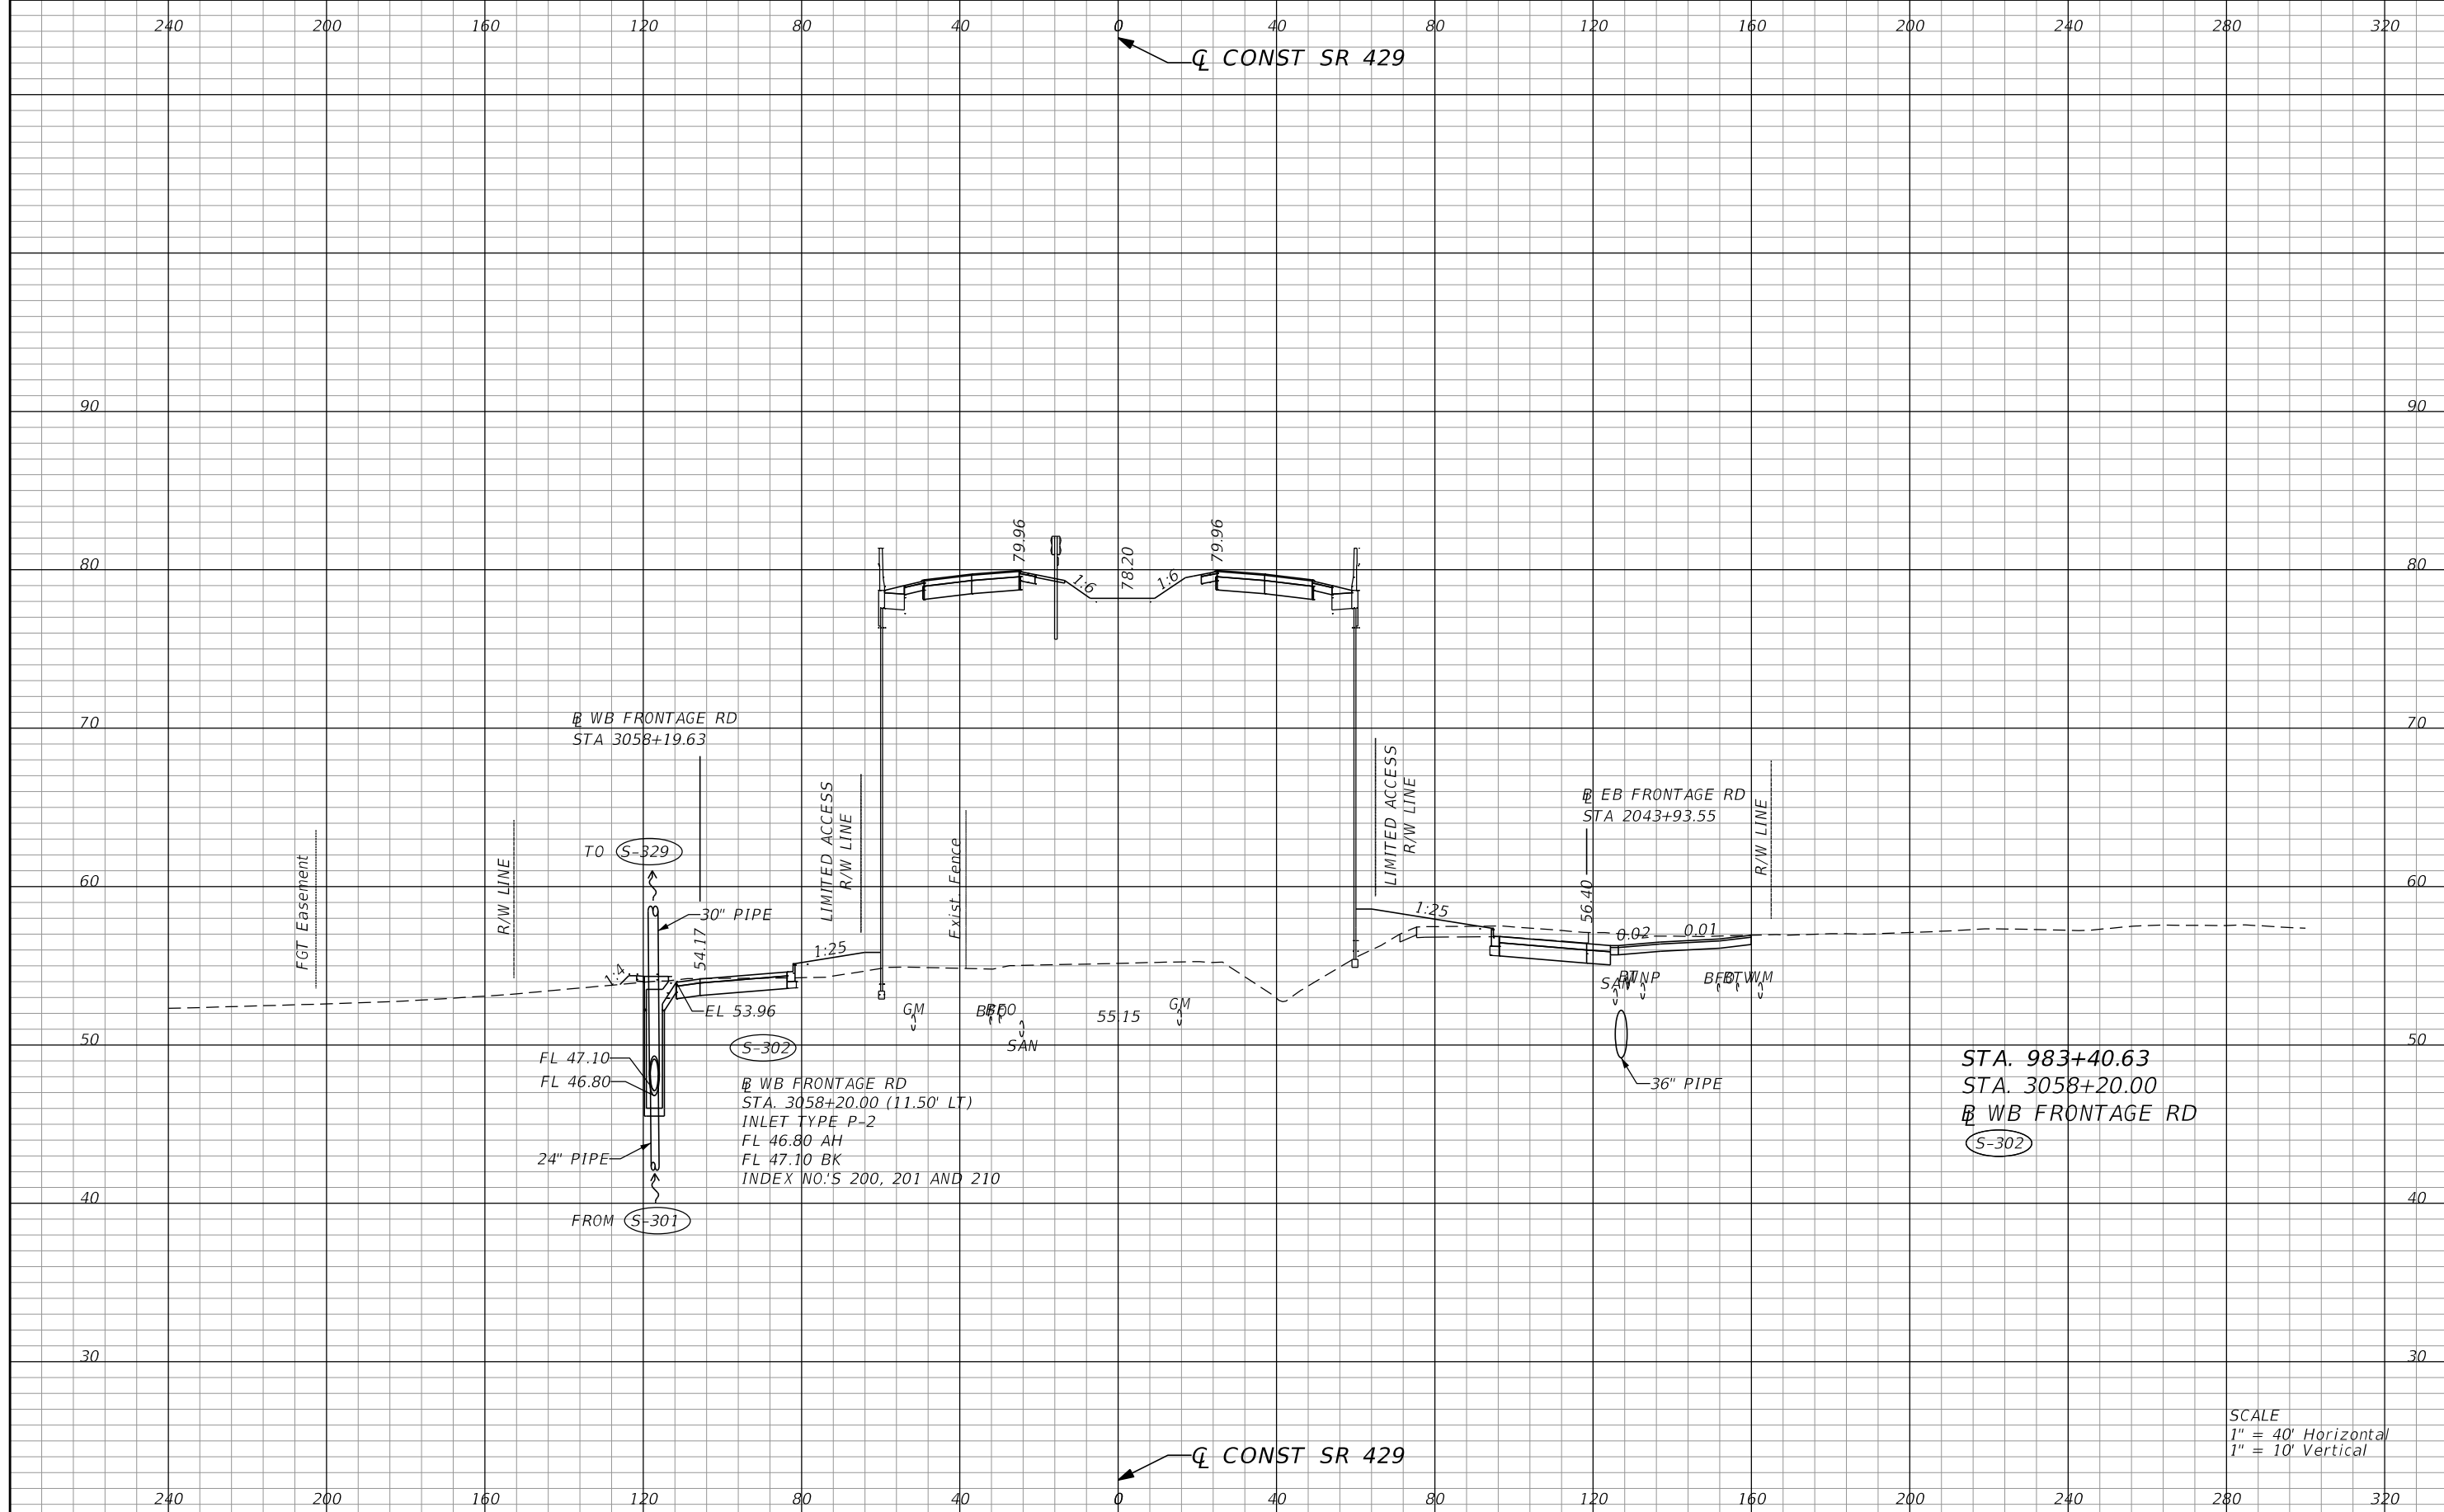 240 200 160 120 80 40 0 40 80 120 160 200 240 280 320
℄ CONST SR 429
90 90
80 80
79.96
78.20
79.96
1:6
1:6
70 70
℄ WB FRONTAGE RD
STA 3058+19.63
LIMITED ACCESS
R/W LINE
LIMITED ACCESS
R/W LINE
B̲L EB FRONTAGE RD
STA 2043+93.55
R/W LINE
TO S-329
FGT Easement
R/W LINE
Exist. Fence
60 60
30" PIPE
54.17
1:25
1:4
1:25
56.40
0.02
0.01
EL 53.96
GM
BFO
SAN
55.15
GM
SAN
BT
WM
50 50
S-302
FL 47.10
FL 46.80
BL WB FRONTAGE RD
STA. 3058+20.00 (11.50' LT)
INLET TYPE P-2
FL 46.80 AH
FL 47.10 BK
INDEX NO.'S 200, 201 AND 210
24" PIPE
36" PIPE
STA. 983+40.63
STA. 3058+20.00
BL WB FRONTAGE RD
S-302
40 40
FROM S-301
30 30
SCALE
1" = 40' Horizontal
1" = 10' Vertical
℄ CONST SR 429
240 200 160 120 80 40 0 40 80 120 160 200 240 280 320